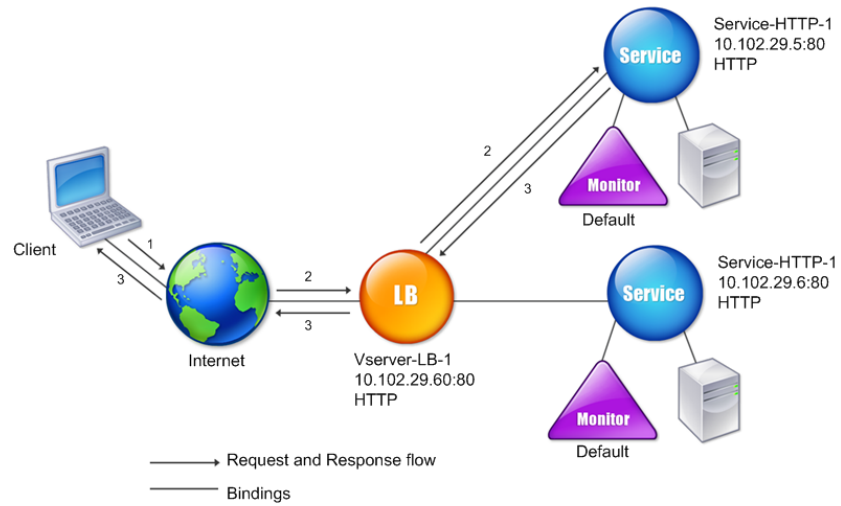 Service-HTTP-1
10.102.29.5:80
HTTP
Service
2
3
Monitor
Default
Client
1
3
2
3
LB
Internet
Vserver-LB-1
10.102.29.60:80
HTTP
Service-HTTP-1
10.102.29.6:80
HTTP
Service
Monitor
Default
Request and Response flow
Bindings